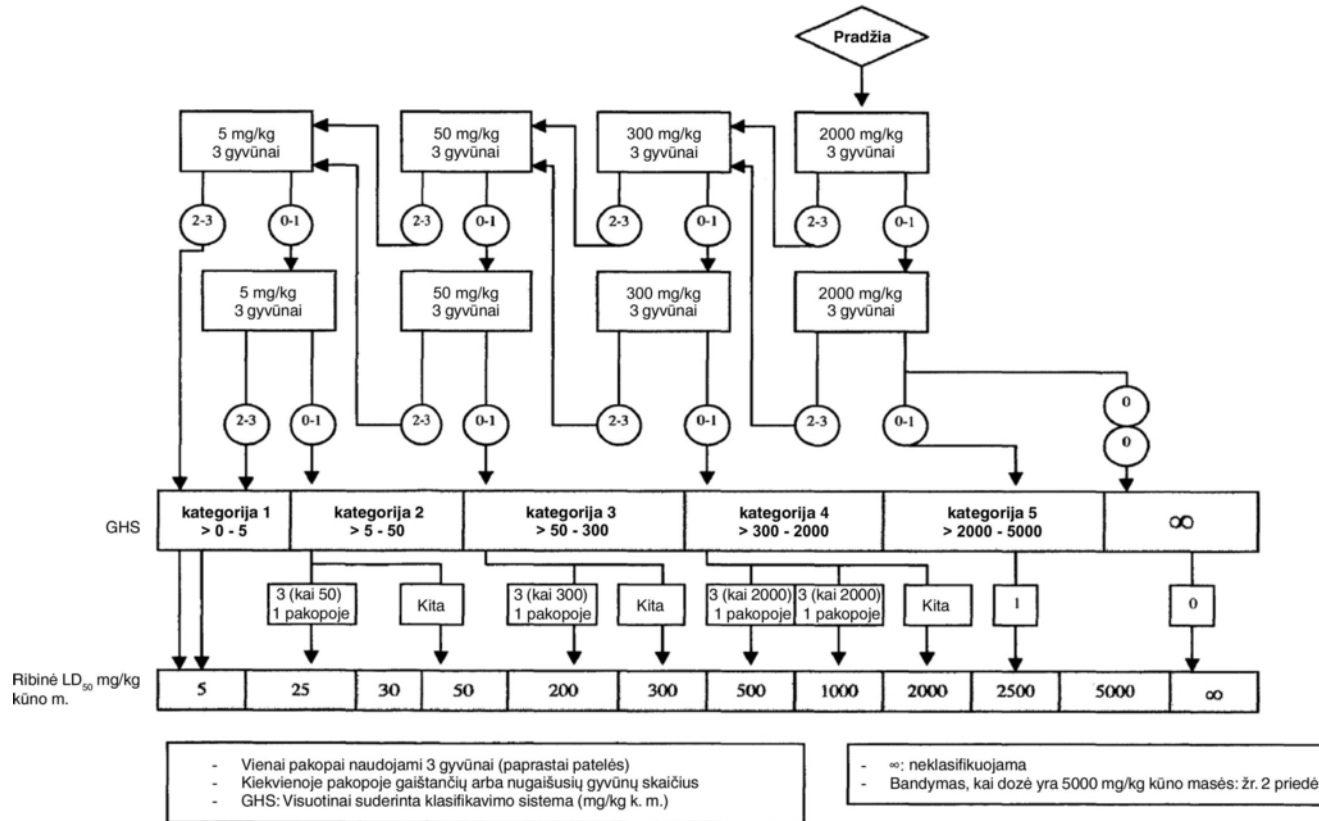 Pradžia
5 mg/kg
3 gyvūnai
50 mg/kg
3 gyvūnai
300 mg/kg
3 gyvūnai
2000 mg/kg
3 gyvūnai
2-3
0-1
2-3
0-1
2-3
0-1
2-3
0-1
5 mg/kg
3 gyvūnai
50 mg/kg
3 gyvūnai
300 mg/kg
3 gyvūnai
2000 mg/kg
3 gyvūnai
2-3
0-1
2-3
0-1
2-3
0-1
2-3
0-1
0
0
GHS
kategorija 1
> 0 - 5
kategorija 2
> 5 - 50
kategorija 3
> 50 - 300
kategorija 4
> 300 - 2000
kategorija 5
> 2000 - 5000
∞
3 (kai 50)
1 pakopoje
Kita
3 (kai 300)
1 pakopoje
Kita
3 (kai 2000)
1 pakopoje
3 (kai 2000)
1 pakopoje
Kita
1
0
Ribinė LD₅₀ mg/kg
kūno m.
5
25
30
50
200
300
500
1000
2000
2500
5000
∞
- Vienai pakopai naudojami 3 gyvūnai (paprastai patelės)
- Kiekvienoje pakopoje gaištančių arba nugaišusių gyvūnų skaičius
- GHS: Visuotinai suderinta klasifikavimo sistema (mg/kg k. m.)
- ∞: neklasifikuojama
- Bandymas, kai dozė yra 5000 mg/kg kūno masės: žr. 2 priedė